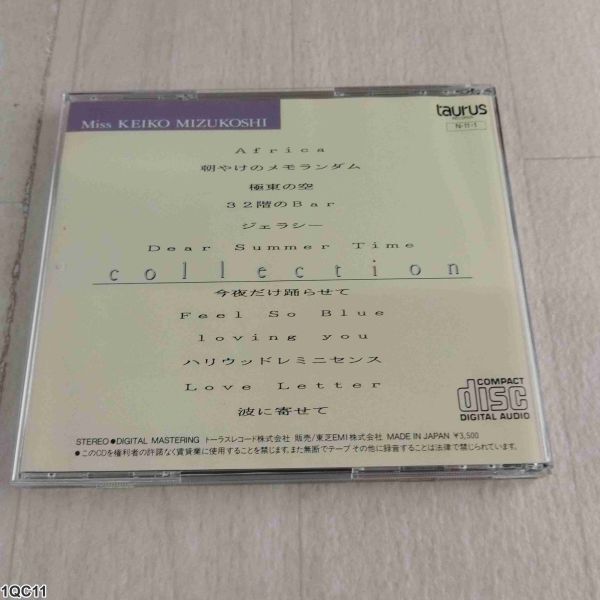 Miss KEIKO MIZUKOSHI
taurus
N-11-1
Africa
朝やけのメモランダム
極東の空
32階のBar
ジェラシー
Dear Summer Time
collection
今夜だけ踊らせて
Feel So Blue
loving you
ハリウッドレミニセンス
Love Letter
波に寄せて
COMPACT
disc
DIGITAL AUDIO
STEREO●DIGITAL MASTERING トーラスレコード株式会社 販売/東芝EMI株式会社 MADE IN JAPAN ¥3,500
●このCDを権利者の許諾なく賃貸業に使用することを禁じます。また無断でテープその他に録音することは法律で禁じられています。
1QC11